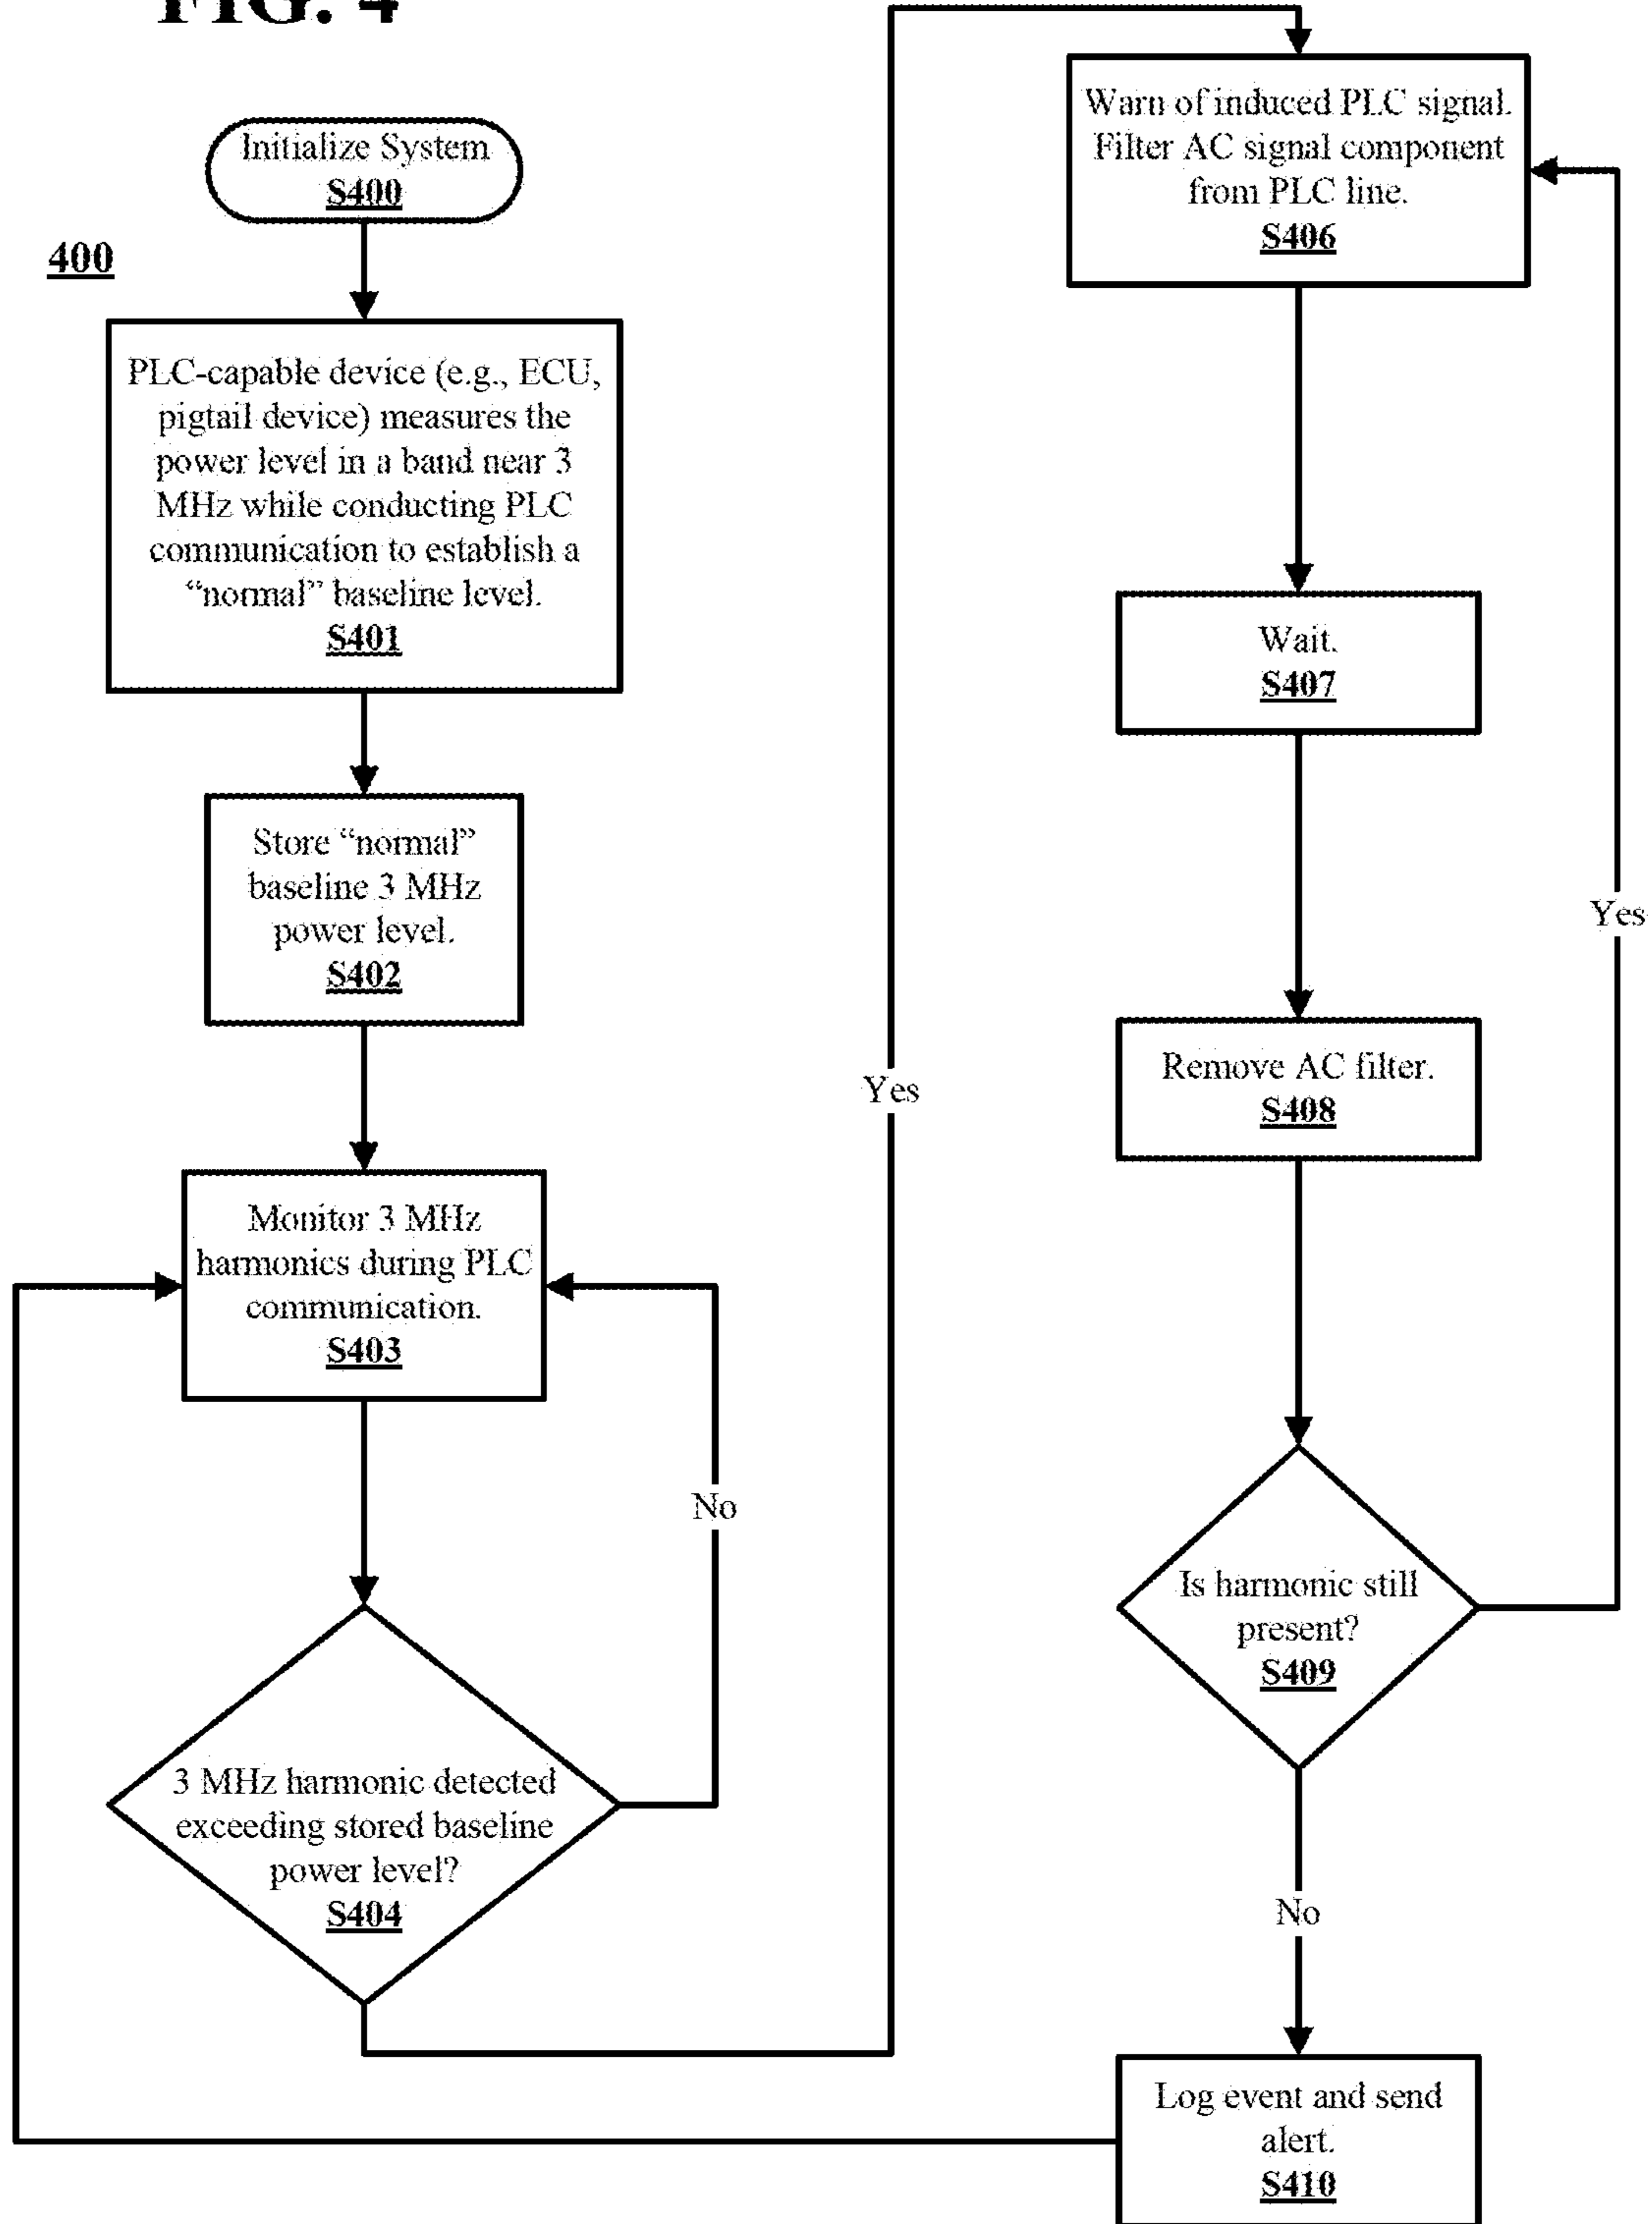 FIG. 4
Initialize System
S400
400
PLC-capable device (e.g., ECU,
pigtail device) measures the
power level in a band near 3
MHz while conducting PLC
communication to establish a
“normal” baseline level.
S401
Store “normal”
baseline 3 MHz
power level.
S402
Monitor 3 MHz
harmonics during PLC
communication.
S403
No
3 MHz harmonic detected
exceeding stored baseline
power level?
S404
Yes
Warn of induced PLC signal.
Filter AC signal component
from PLC line.
S406
Wait.
S407
Remove AC filter.
S408
Is harmonic still
present?
S409
Yes
No
Log event and send
alert.
S410